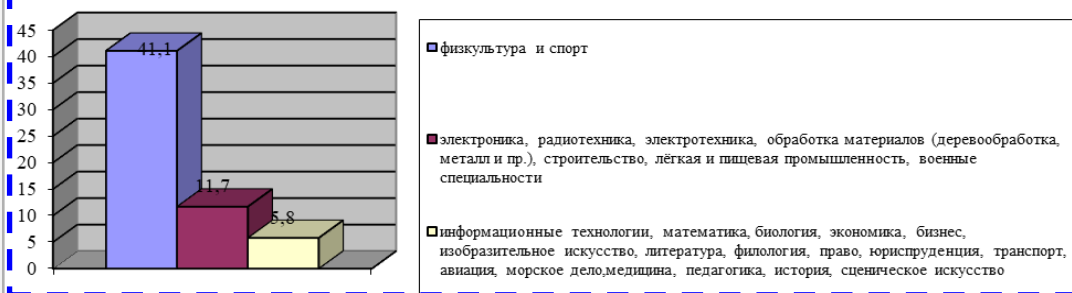 45
40
35
30
25
20
15
10
5
0
41,1
11,7
5,8
физкультура и спорт
электроника, радиотехника, электротехника, обработка материалов (деревообработка,
металл и пр.), строительство, лёгкая и пищевая промышленность, военные
специальности
информационные технологии, математика, биология, экономика, бизнес,
изобразительное искусство, литература, филология, право, юриспруденция, транспорт,
авиация, морское дело,медицина, педагогика, история, сценическое искусство